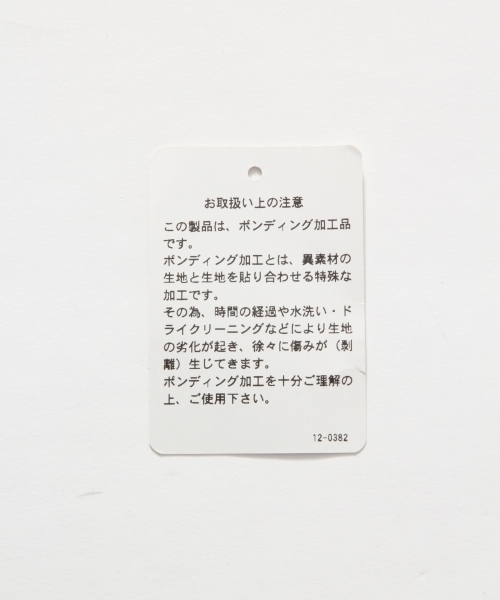 お取扱い上の注意
この製品は、ボンディング加工品
です。
ボンディング加工とは、異素材の
生地と生地を貼り合わせる特殊な
加工です。
その為、時間の経過や水洗い・ド
ライクリーニングなどにより生地
の劣化が起き、徐々に傷みが（剥
離）生じてきます。
ボンディング加工を十分ご理解の
上、ご使用下さい。
12-0382